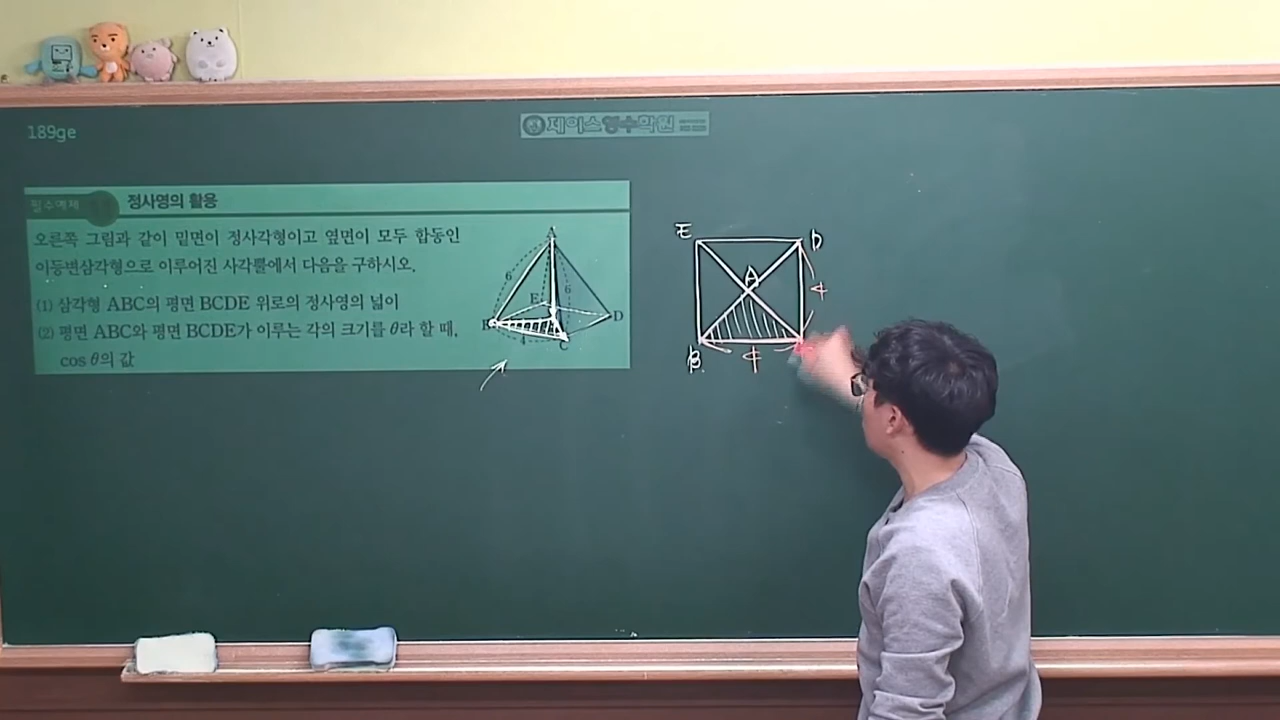 189ge
제이스영수학원
필수예제
정사영의 활용
오른쪽 그림과 같이 밑면이 정사각형이고 옆면이 모두 합동인
이등변삼각형으로 이루어진 사각뿔에서 다음을 구하시오.
(1) 삼각형 ABC의 평면 BCDE 위로의 정사영의 넓이
(2) 평면 ABC와 평면 BCDE가 이루는 각의 크기를 θ라 할 때,
cos θ의 값
A
6
6
E
B
D
4
C
E
D
A
4
B
4